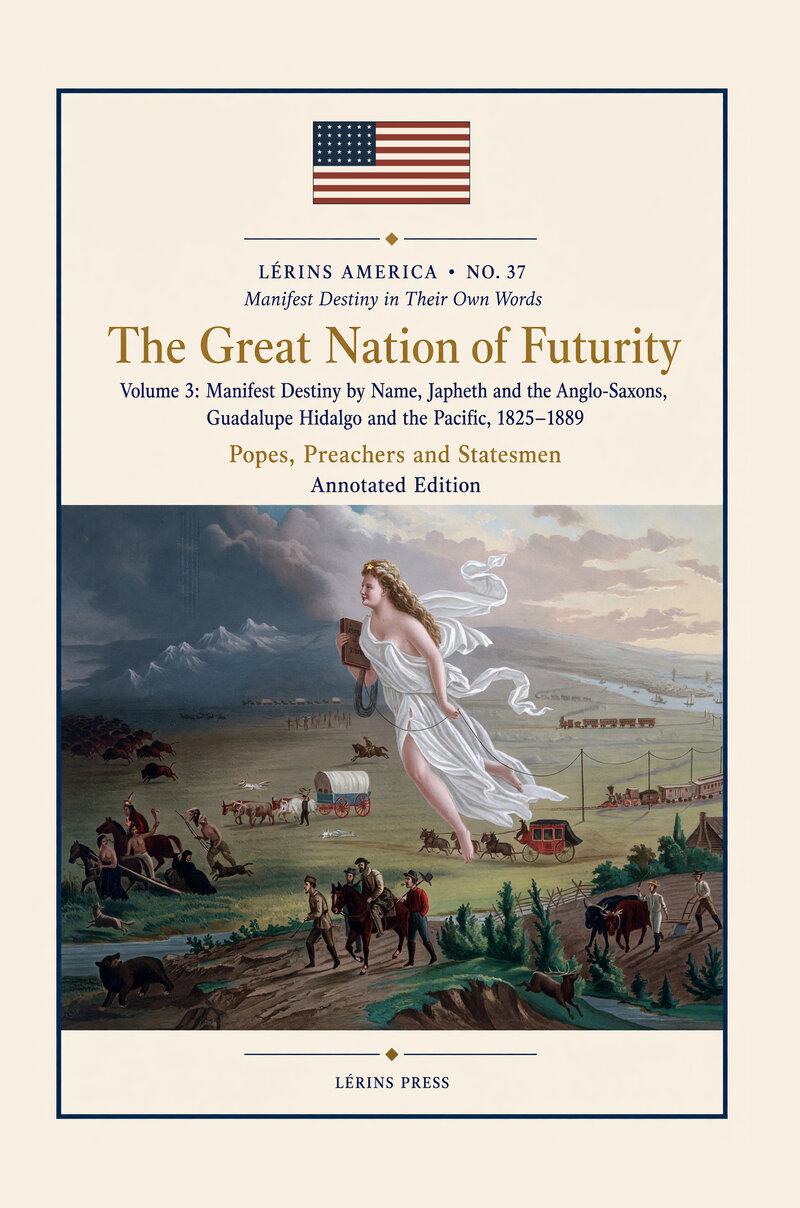 LÉRINS AMERICA • NO. 37
Manifest Destiny in Their Own Words
The Great Nation of Futurity
Volume 3: Manifest Destiny by Name, Japheth and the Anglo-Saxons,
Guadalupe Hidalgo and the Pacific, 1825–1889
Popes, Preachers and Statesmen
Annotated Edition
LÉRINS PRESS